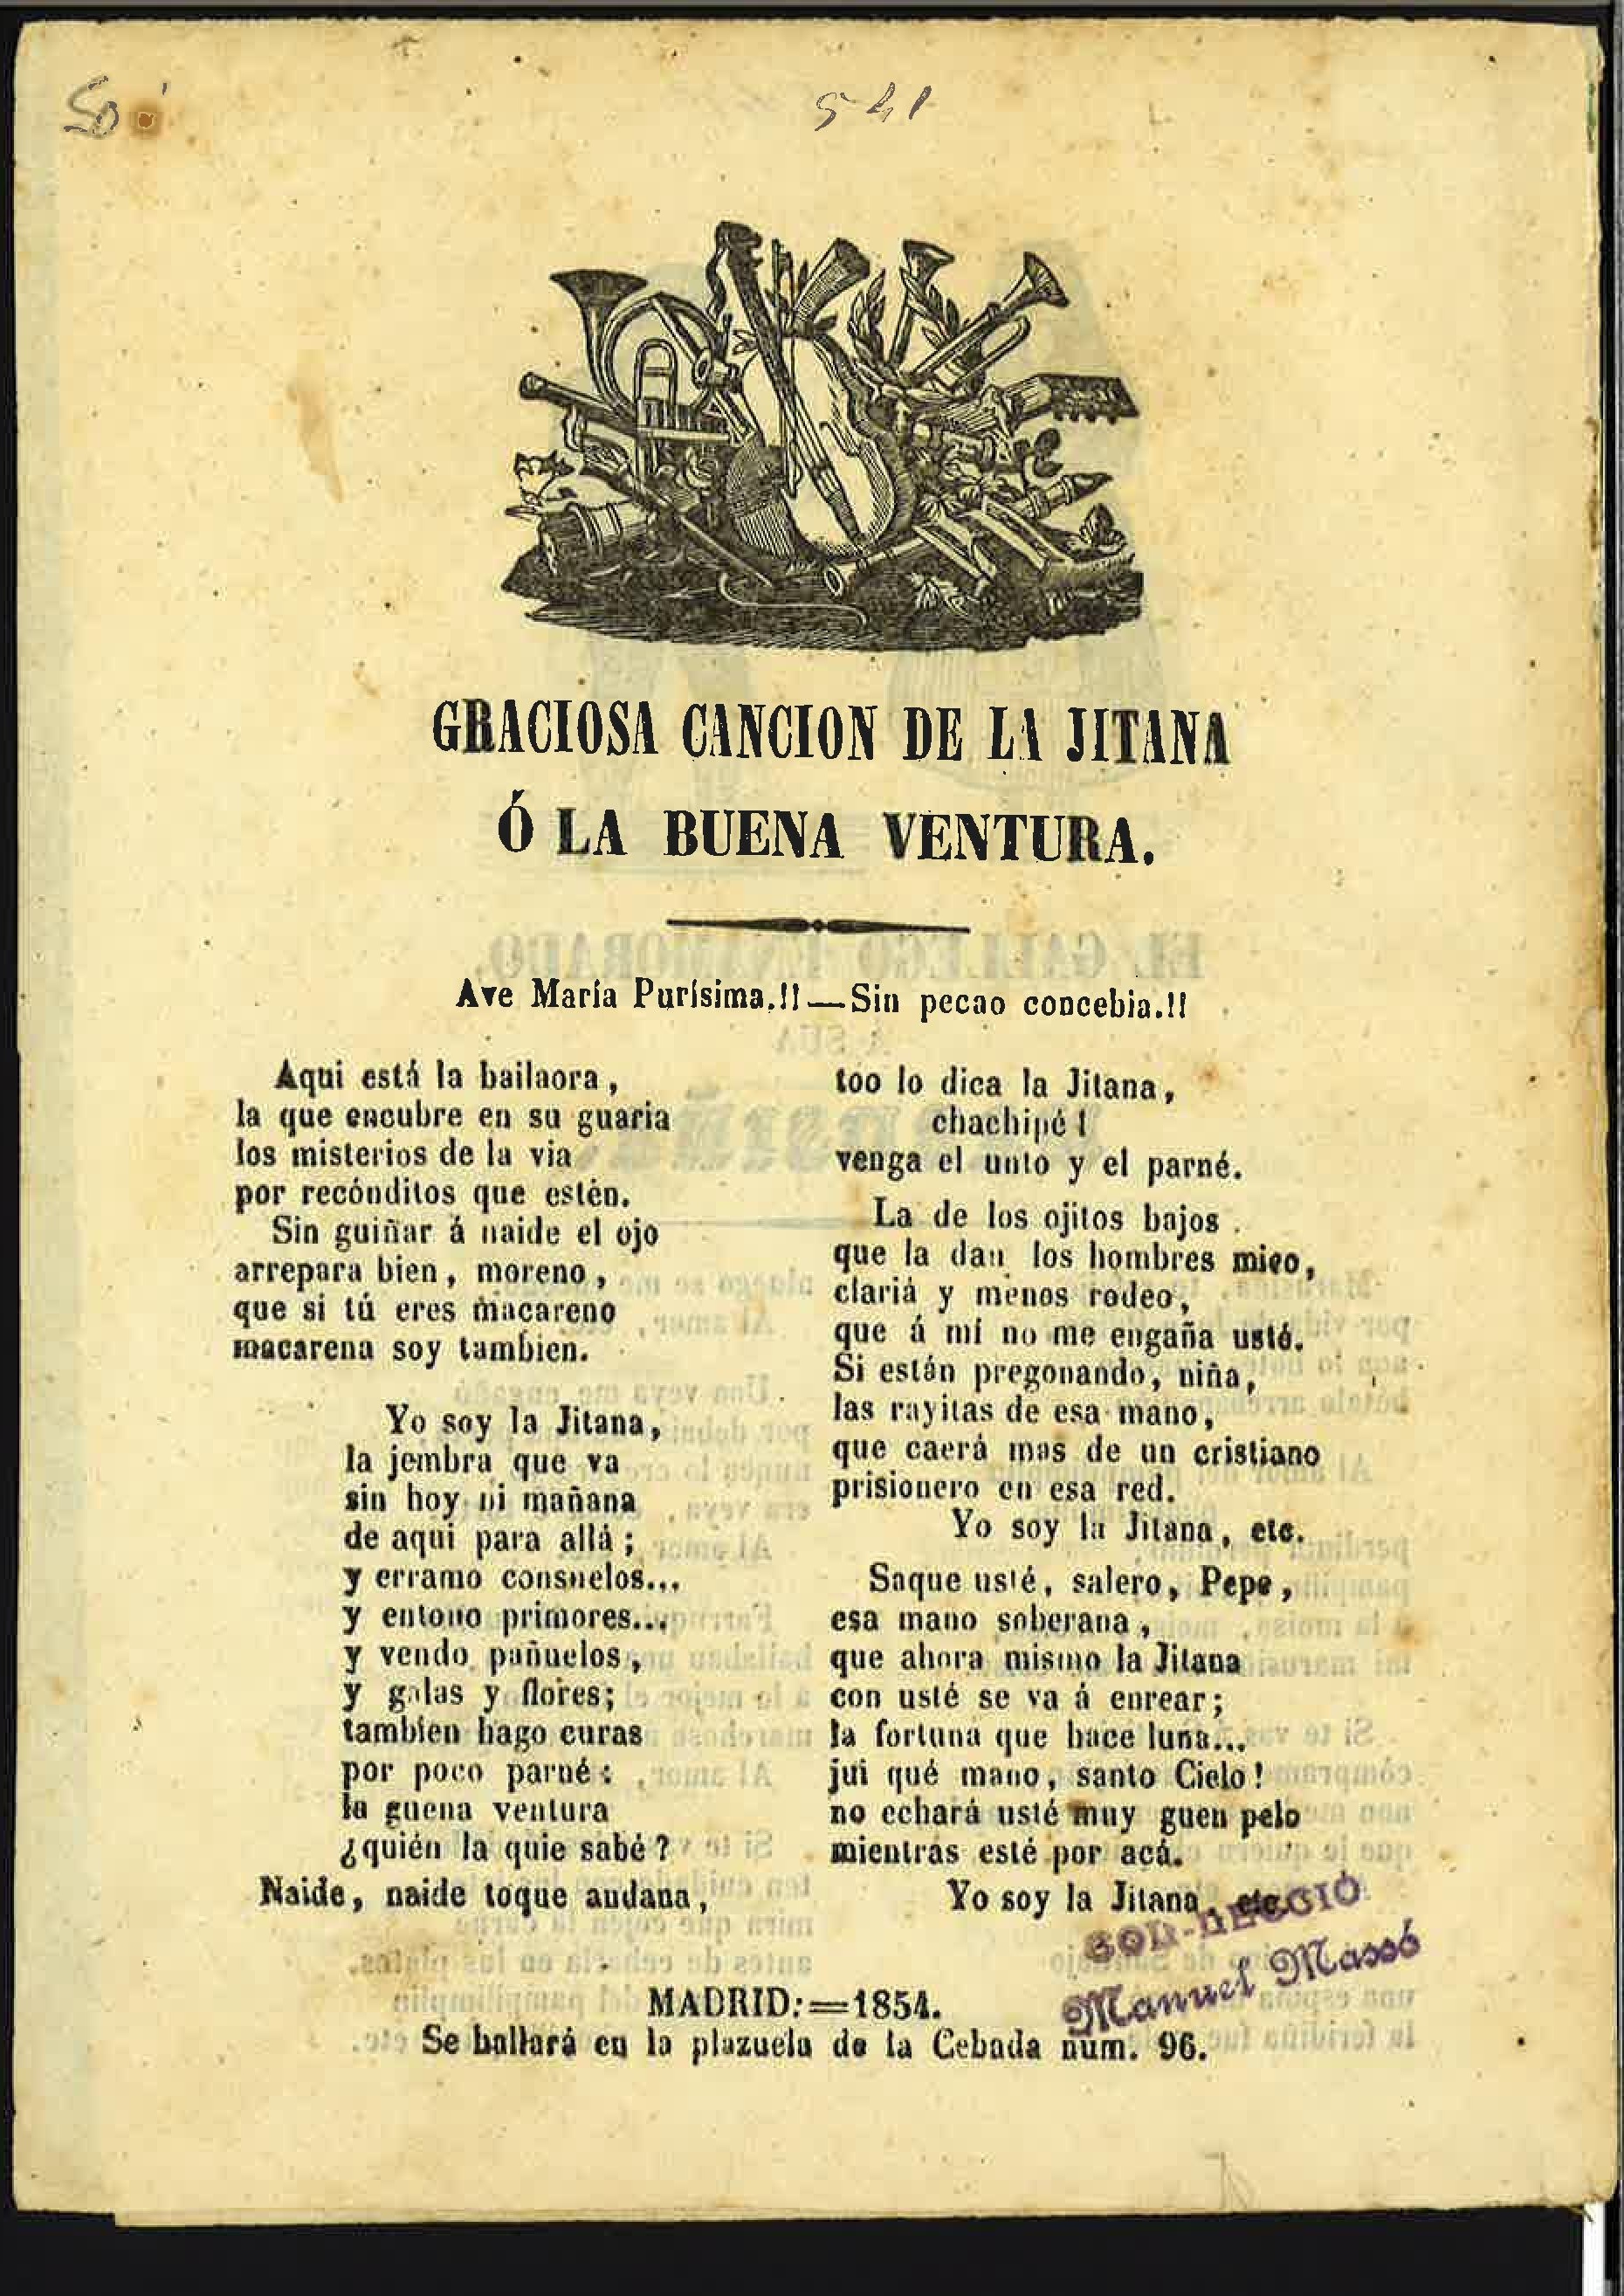 541
GRACIOSA CANCION DE LA JITANA
Ó LA BUENA VENTURA.
Ave María Purísima.!!—Sin pecao concebia.!!
Aqui está la bailaora,
la que encubre en su guaria
los misterios de la via
por recónditos que estén.
Sin guiñar á naide el ojo
arrepara bien, moreno,
que si tú eres macareno
macarena soy tambien.
Yo soy la Jitana,
la jembra que va
sin hoy ni mañana
de aqui para allá;
y erramo consuelos...
y entono primores...
y vendo pañuelos,
y galas y flores;
tambien hago curas
por poco parné:
la guena ventura
¿quién la quie sabé?
Naide, naide toque andana,
too lo dica la Jitana,
chachipé!
venga el unto y el parné.
La de los ojitos bajos
que la dan los hombres mieo,
clariá y menos rodeo,
que á mí no me engaña usté.
Si están pregonando, niña,
las rayitas de esa mano,
que caerá mas de un cristiano
prisionero en esa red.
Yo soy la Jitana, etc.
Saque usté, salero, Pepe,
esa mano soberana,
que ahora mismo la Jitana
con usté se va á enrear;
la fortuna que hace luna...
jui qué mano, santo Cielo!
no echará usté muy guen pelo
mientras esté por acá.
Yo soy la Jitana, etc.
Manuel Massó
MADRID:=1854.
Se hallará en la plazuela de la Cebada núm. 96.